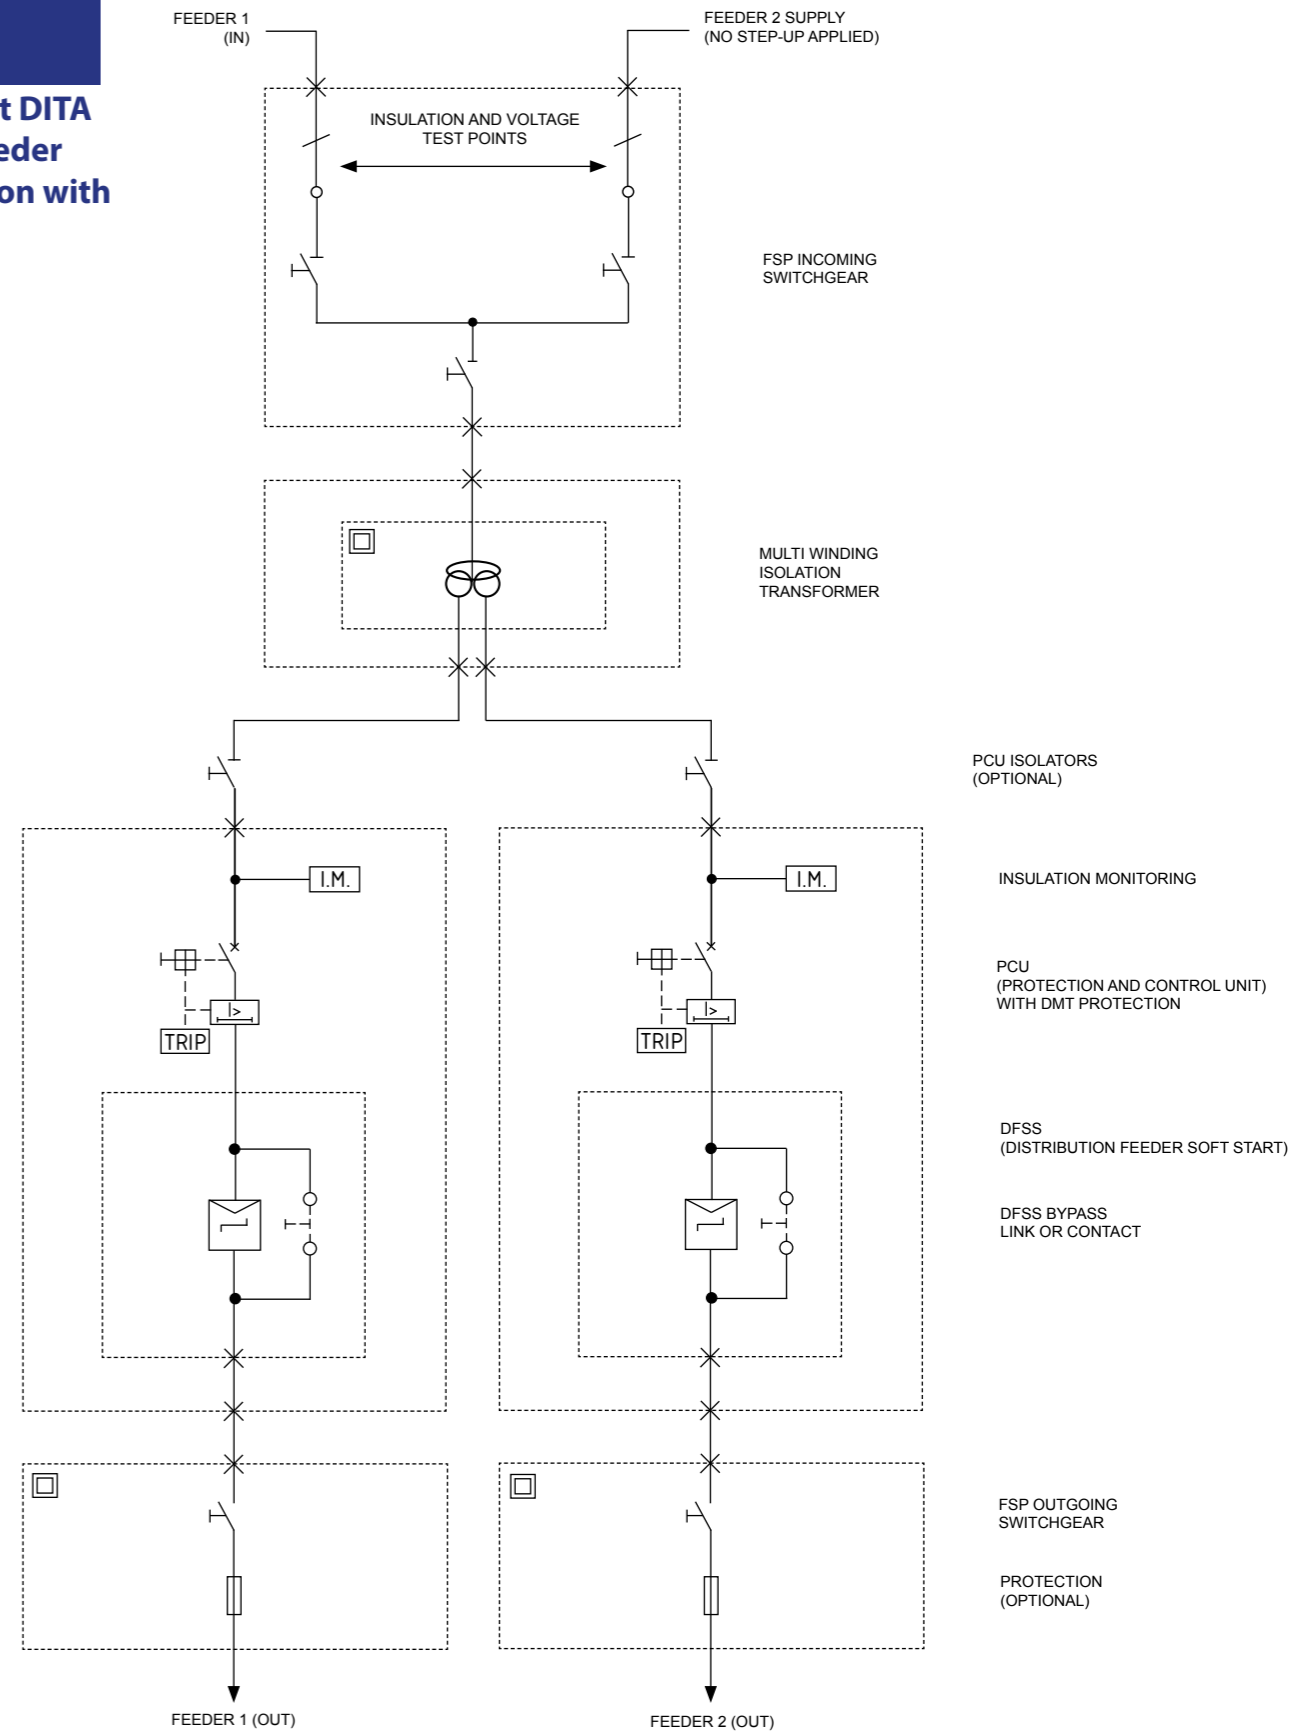 FEEDER 1
(IN)
FEEDER 2 SUPPLY
(NO STEP-UP APPLIED)
t DITA
eder
on with
INSULATION AND VOLTAGE
TEST POINTS
FSP INCOMING
SWITCHGEAR
MULTI WINDING
ISOLATION
TRANSFORMER
PCU ISOLATORS
(OPTIONAL)
I.M.
I.M.
INSULATION MONITORING
I>
I>
TRIP
TRIP
PCU
(PROTECTION AND CONTROL UNIT)
WITH DMT PROTECTION
DFSS
(DISTRIBUTION FEEDER SOFT START)
DFSS BYPASS
LINK OR CONTACT
FSP OUTGOING
SWITCHGEAR
PROTECTION
(OPTIONAL)
FEEDER 1 (OUT)
FEEDER 2 (OUT)